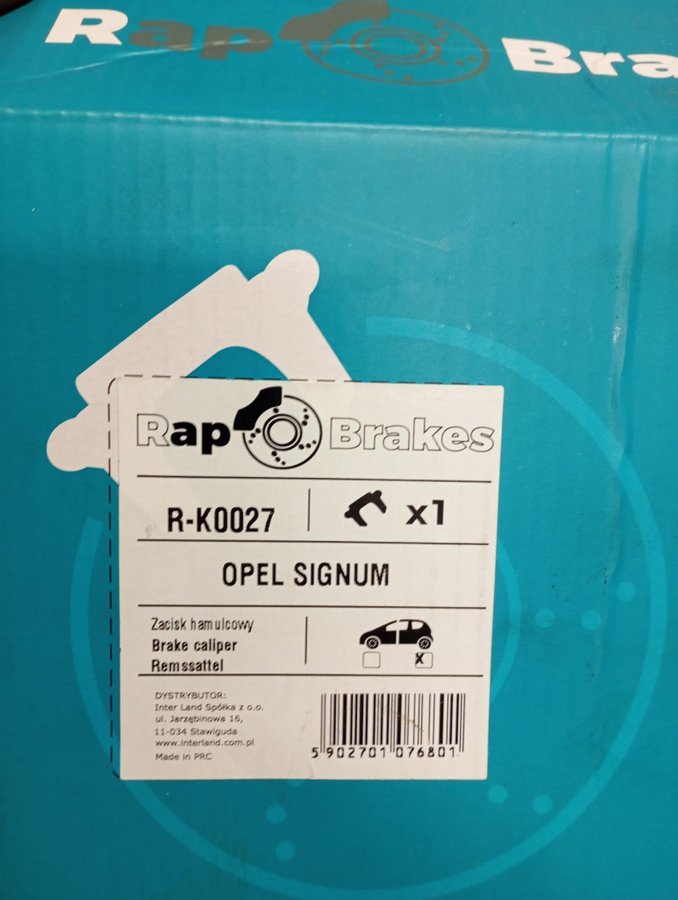 Rap Bra
Rap Brakes
R-K0027 x1
OPEL SIGNUM
Zacisk hamulcowy
Brake caliper
Remssattel
X
DYSTRYBUTOR:
Inter Land Spółka z o.o.
ul. Jarzębinowa 16,
11-034 Stawiguda
www.interland.com.pl
Made in PRC
5 902701 076801